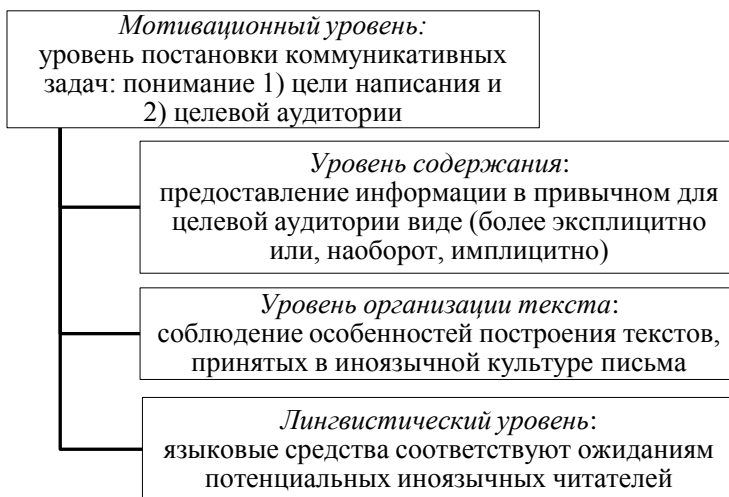 Мотивационный уровень:
уровень постановки коммуникативных
задач: понимание 1) цели написания и
2) целевой аудитории
Уровень содержания:
предоставление информации в привычном для
целевой аудитории виде (более эксплицитно
или, наоборот, имплицитно)
Уровень организации текста:
соблюдение особенностей построения текстов,
принятых в иноязычной культуре письма
Лингвистический уровень:
языковые средства соответствуют ожиданиям
потенциальных иноязычных читателей